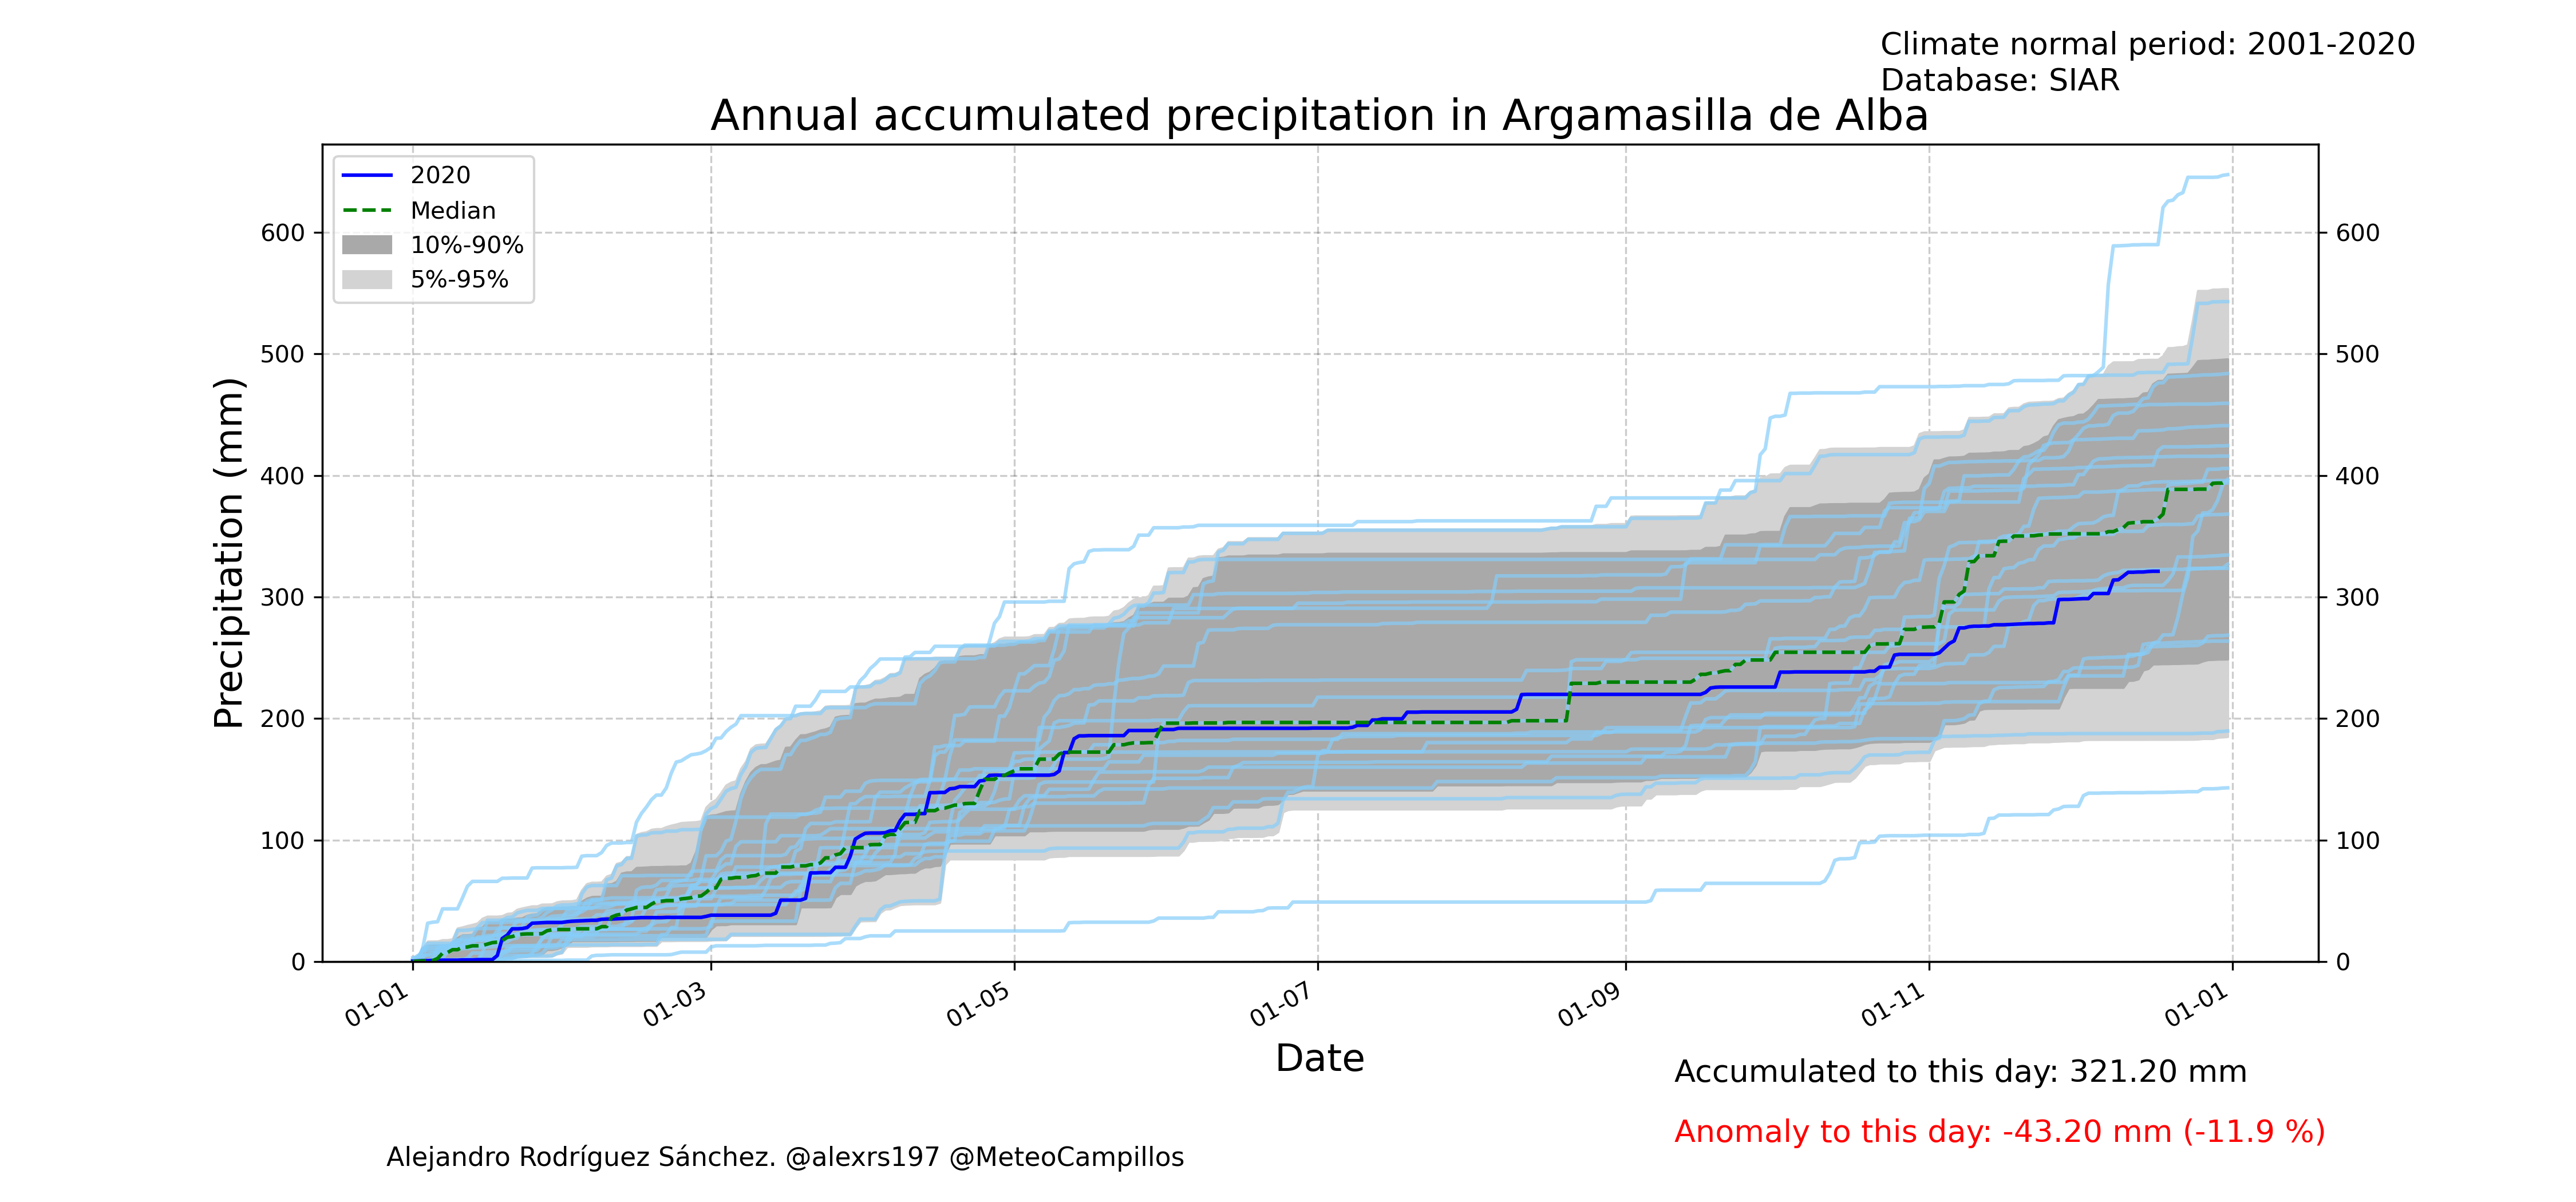 Climate normal period: 2001-2020
Database: SIAR
Annual accumulated precipitation in Argamasilla de Alba
2020
Median
10%-90%
5%-95%
Precipitation (mm)
600
500
400
300
200
100
0
600
500
400
300
200
100
0
01-01
01-03
01-05
01-07
01-09
01-11
01-01
Date
Accumulated to this day: 321.20 mm
Anomaly to this day: -43.20 mm (-11.9 %)
Alejandro Rodríguez Sánchez. @alexrs197 @MeteoCampillos